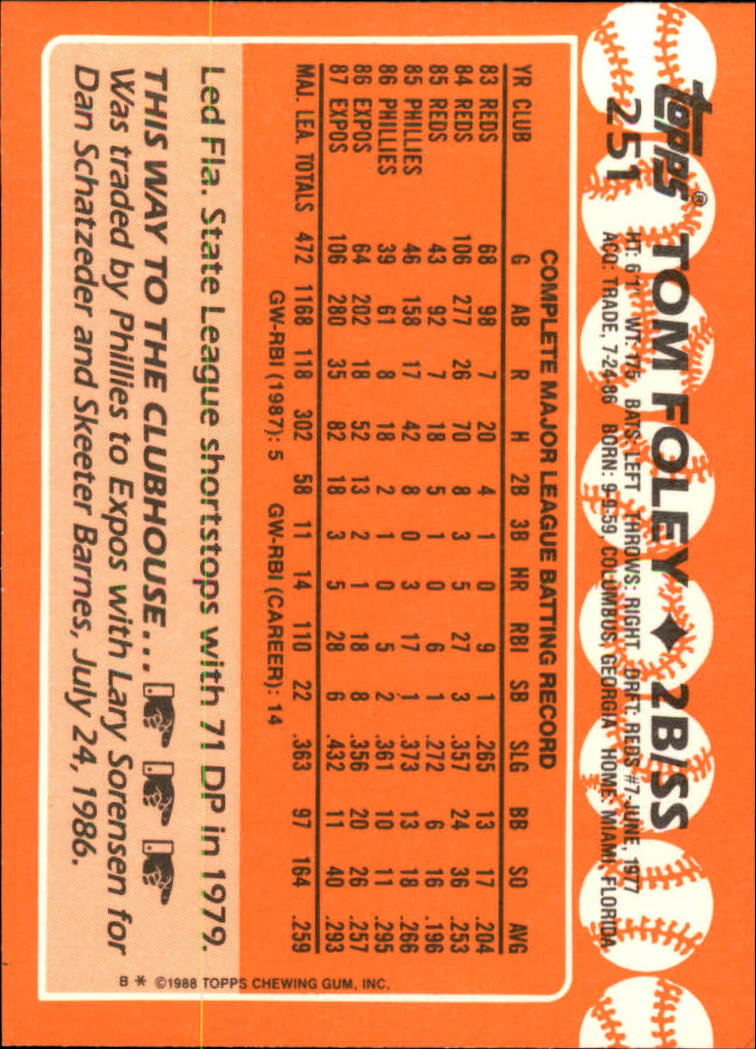 topps® TOM FOLEY ♦ 2B/SS
251
HT: 6'1" WT: 175 BATS: LEFT THROWS: RIGHT DRFT: REDS #7-JUNE, 1977
ACQ: TRADE, 7-24-86 BORN: 9-9-59, COLUMBUS, GEORGIA HOME: MIAMI, FLORIDA
COMPLETE MAJOR LEAGUE BATTING RECORD
YR CLUB G AB R H 2B 3B HR RBI SB SLG BB SO AVG
83 REDS 68 98 7 20 4 1 0 9 1 .265 13 17 .204
84 REDS 106 277 26 70 8 3 5 27 3 .357 24 36 .253
85 REDS 43 92 7 18 5 1 0 6 1 .272 6 16 .196
85 PHILLIES 46 158 17 42 8 0 3 17 1 .373 13 18 .266
86 PHILLIES 39 61 8 18 2 1 0 5 2 .361 10 11 .295
86 EXPOS 64 202 18 52 13 2 1 18 8 .356 20 26 .257
87 EXPOS 106 280 35 82 18 3 5 28 6 .432 11 40 .293
MAJ. LEA. TOTALS 472 1168 118 302 58 11 14 110 22 .363 97 164 .259
GW-RBI (1987): 5 GW-RBI (CAREER): 14
Led Fla. State League shortstops with 71 DP in 1979.
THIS WAY TO THE CLUBHOUSE...
Was traded by Phillies to Expos with Lary Sorensen for
Dan Schatzeder and Skeeter Barnes, July 24, 1986.
B * ©1988 TOPPS CHEWING GUM, INC.